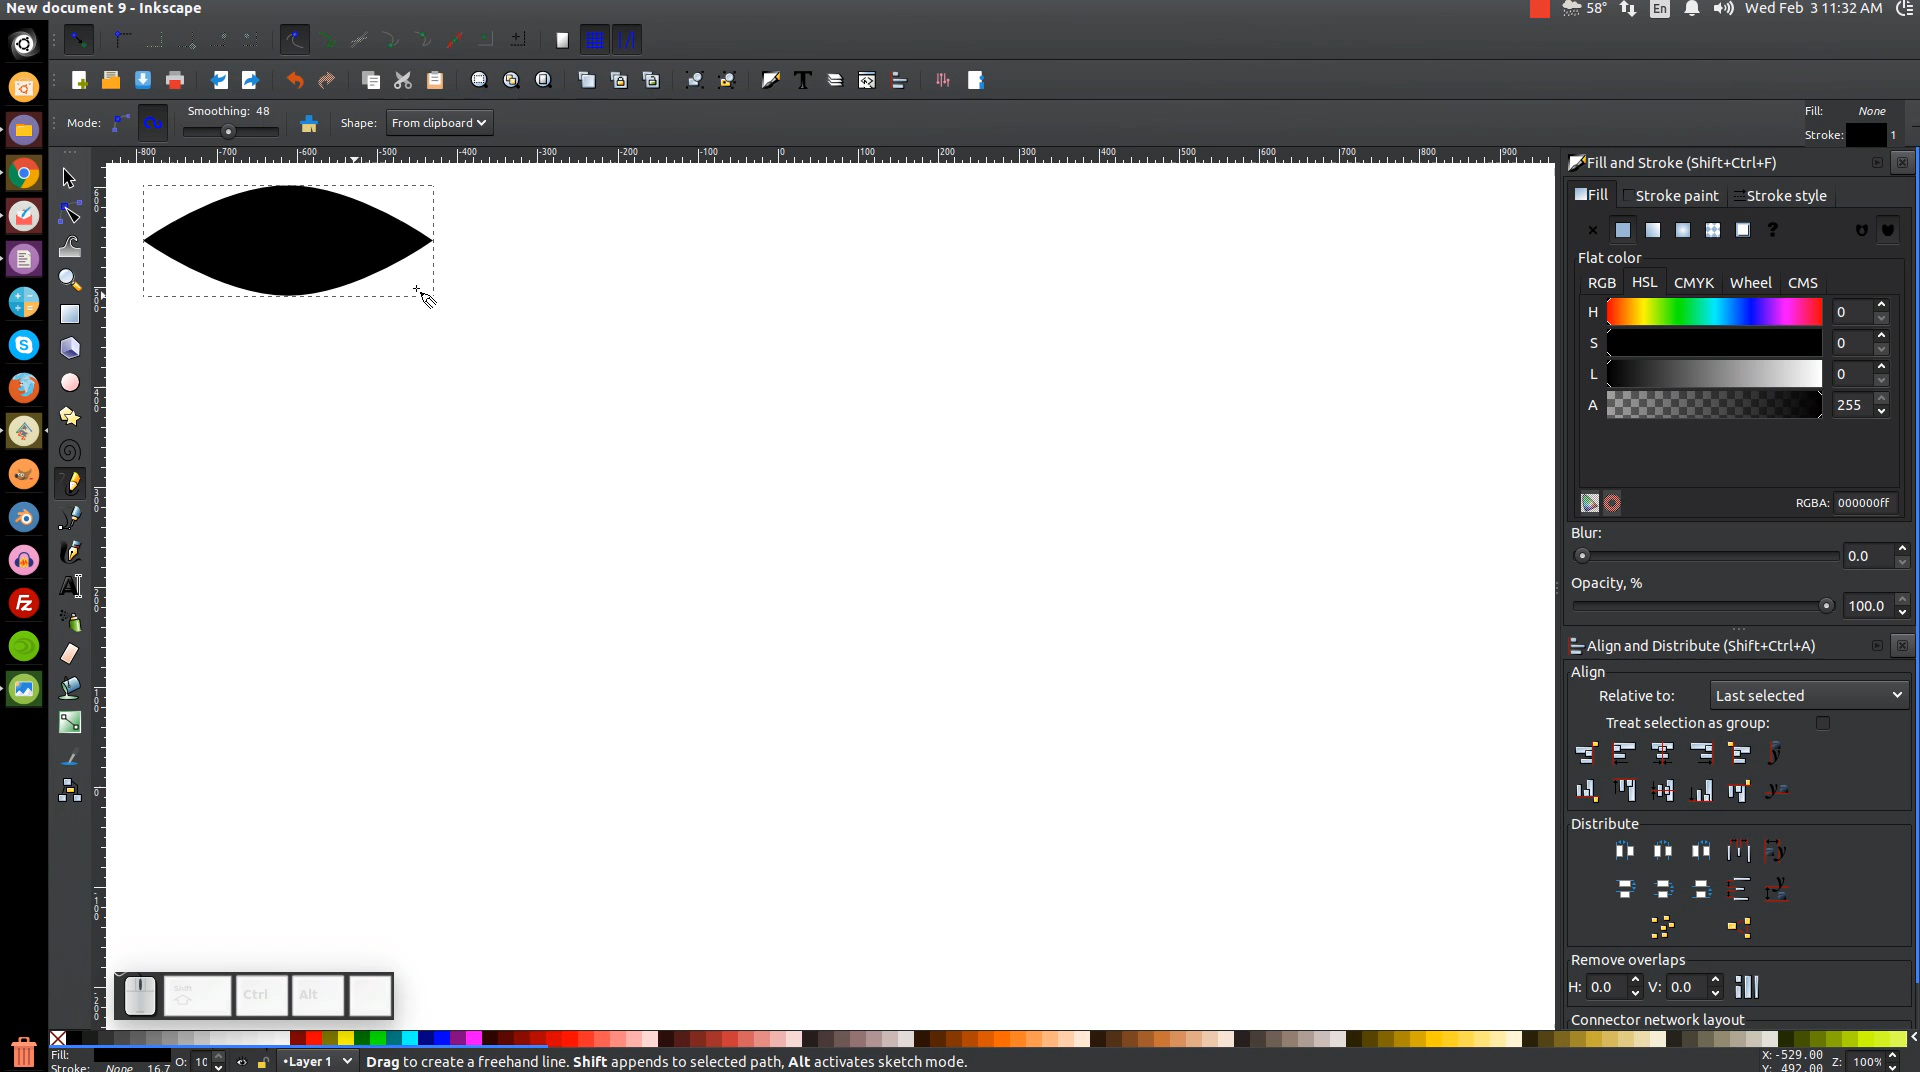 New document 9 - Inkscape
58° En Wed Feb 3 11:32 AM
Mode: Smoothing: 48 Shape: From clipboard
Fill: None
Stroke: 1
-800 -700 -600 -500 -400 -300 -200 -100 0 100 200 300 400 500 600 700 800 900
Fill and Stroke (Shift+Ctrl+F)
Fill Stroke paint Stroke style
?
Flat color
RGB HSL CMYK Wheel CMS
H 0
S 0
L 0
A 255
RGBA: 000000ff
Blur:
0.0
Opacity, %
100.0
Align and Distribute (Shift+Ctrl+A)
Align
Relative to: Last selected
Treat selection as group:
Distribute
Remove overlaps
H: 0.0 V: 0.0
Connector network layout
Shift Ctrl Alt
Fill: O: 10 •Layer 1 Drag to create a freehand line. Shift appends to selected path, Alt activates sketch mode. X:-529.00 Z: 100%
Stroke: None 16.7 Y: 492.00